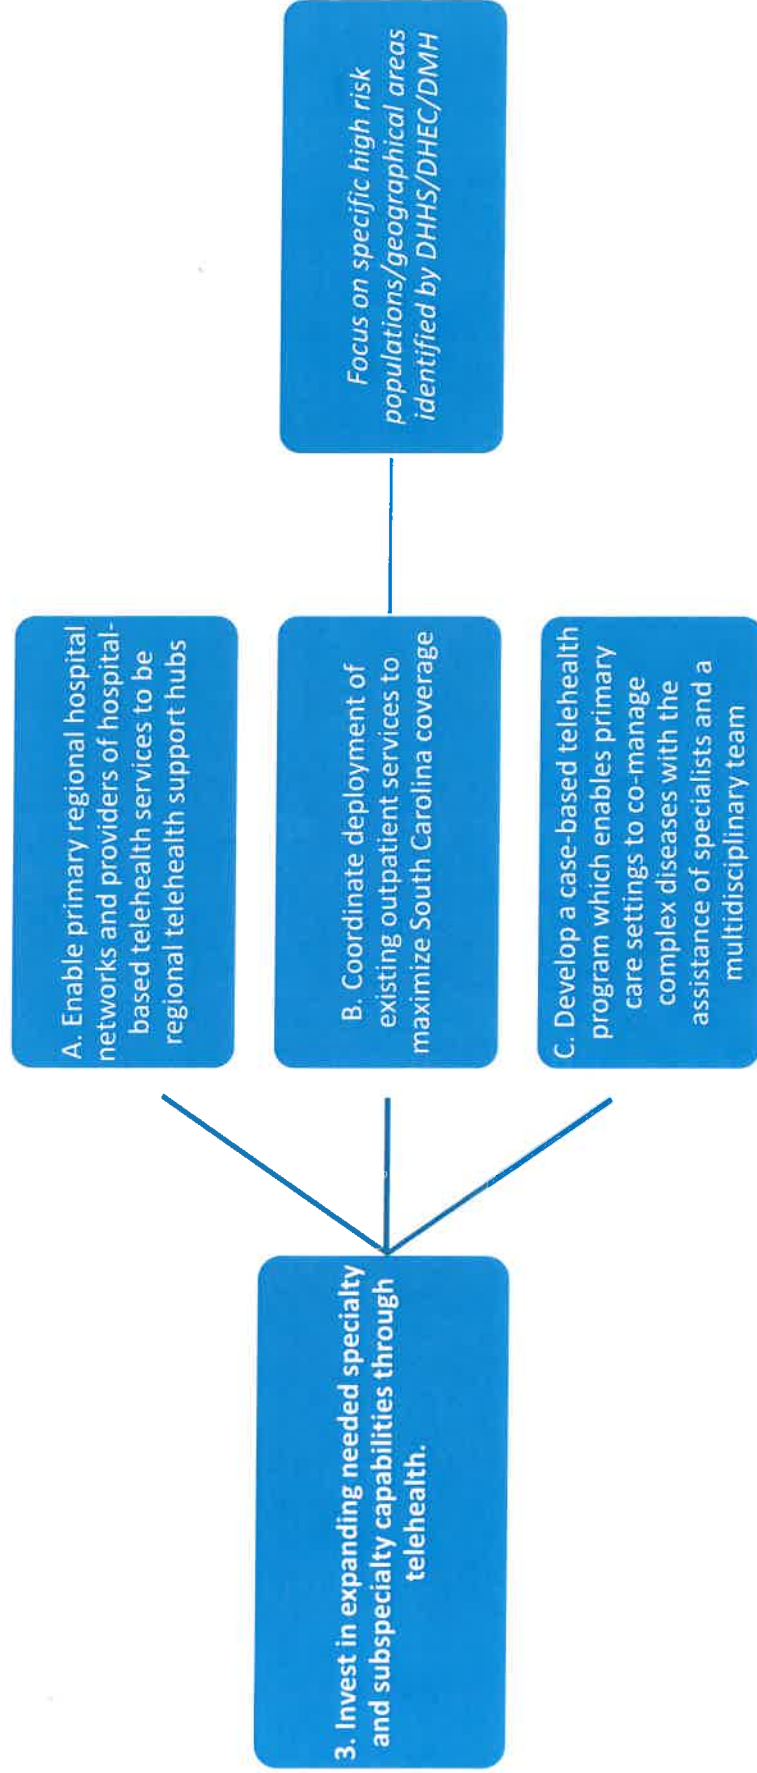 3. Invest in expanding needed specialty
and subspecialty capabilities through
telehealth.
A. Enable primary regional hospital
networks and providers of hospital-
based telehealth services to be
regional telehealth support hubs
B. Coordinate deployment of
existing outpatient services to
maximize South Carolina coverage
C. Develop a case-based telehealth
program which enables primary
care settings to co-manage
complex diseases with the
assistance of specialists and a
multidisciplinary team
Focus on specific high risk
populations/geographical areas
identified by DHHS/DHEC/DMH